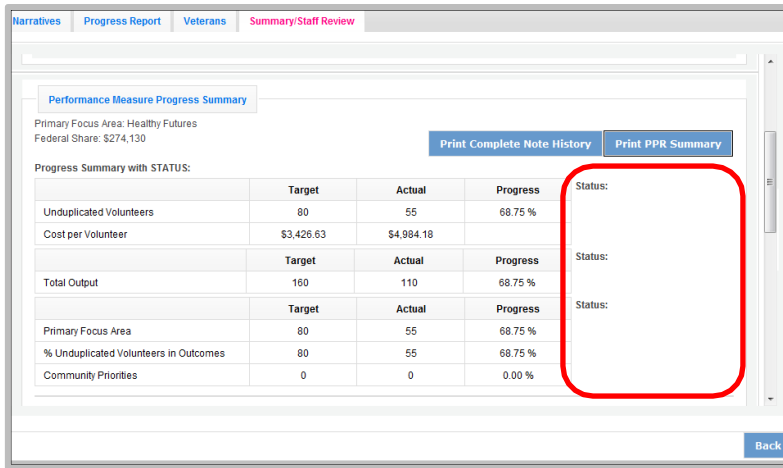 Narratives Progress Report Veterans Summary/Staff Review
Performance Measure Progress Summary
Primary Focus Area: Healthy Futures
Federal Share: $274,130
Print Complete Note History Print PPR Summary
Progress Summary with STATUS:
Target Actual Progress Status:
Unduplicated Volunteers 80 55 68.75 %
Cost per Volunteer $3,426.63 $4,984.18
Target Actual Progress Status:
Total Output 160 110 68.75 %
Target Actual Progress Status:
Primary Focus Area 80 55 68.75 %
% Unduplicated Volunteers in Outcomes 80 55 68.75 %
Community Priorities 0 0 0.00 %
Back